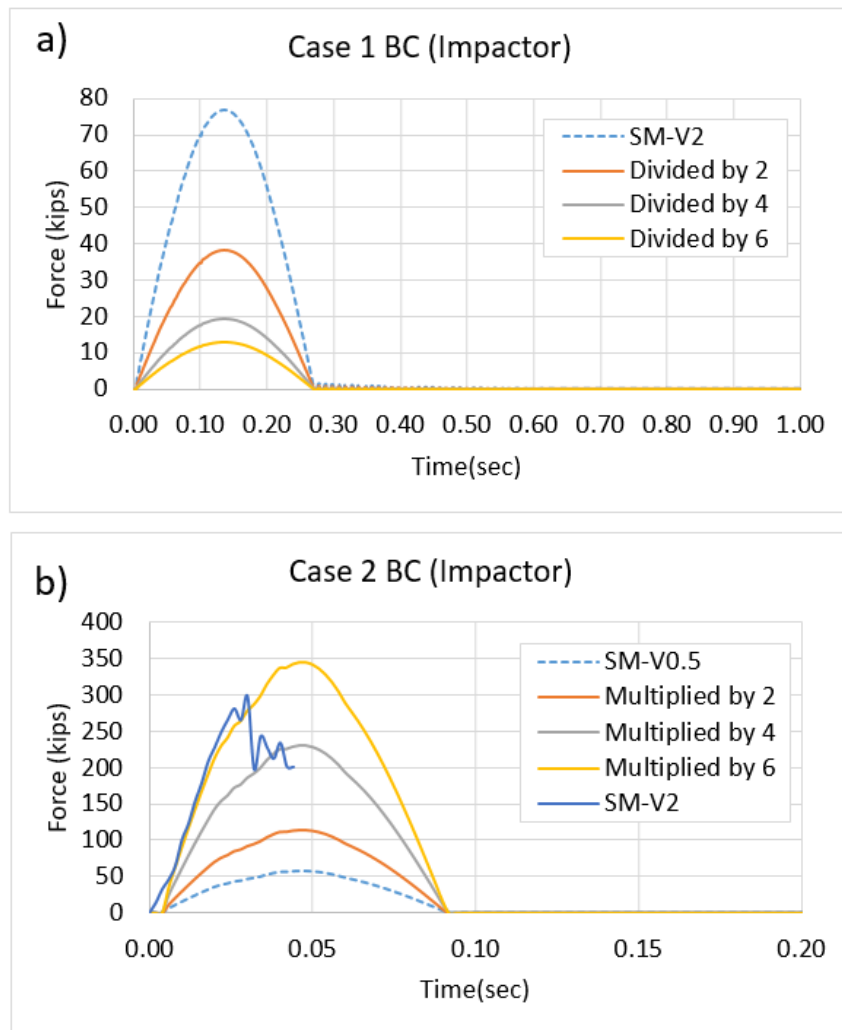 a)
Case 1 BC (Impactor)
80
70
60
50
40
30
20
10
0
Force (kips)
SM-V2
Divided by 2
Divided by 4
Divided by 6
0.00 0.10 0.20 0.30 0.40 0.50 0.60 0.70 0.80 0.90 1.00
Time(sec)
b)
Case 2 BC (Impactor)
400
350
300
250
200
150
100
50
0
Force (kips)
SM-V0.5
Multiplied by 2
Multiplied by 4
Multiplied by 6
SM-V2
0.00 0.05 0.10 0.15 0.20
Time(sec)